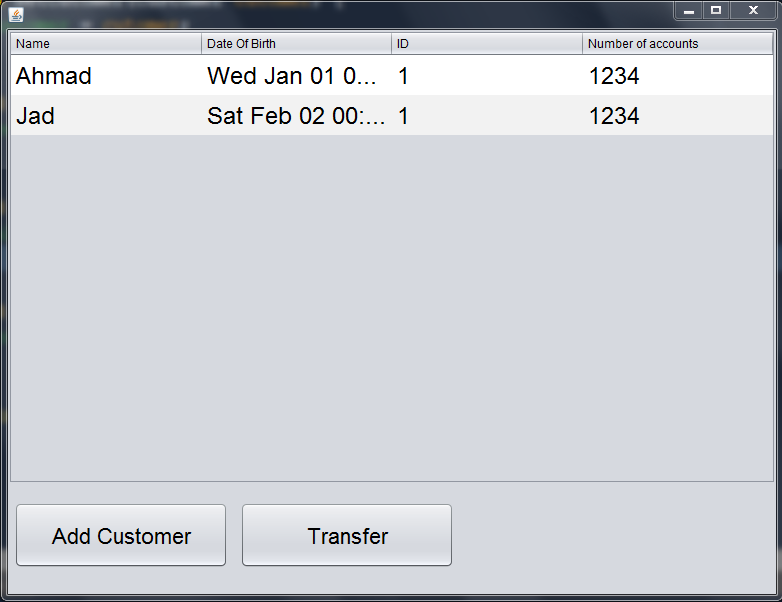 Name Date Of Birth ID Number of accounts
Ahmad Wed Jan 01 0... 1 1234
Jad Sat Feb 02 00:... 1 1234
Add Customer Transfer